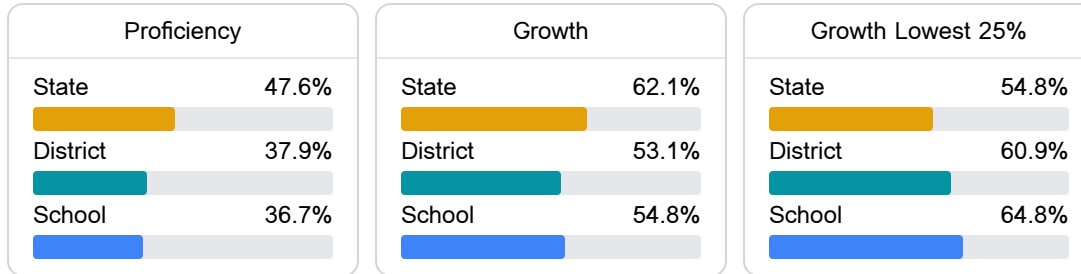 Proficiency
State 47.6%
District 37.9%
School 36.7%
Growth
State 62.1%
District 53.1%
School 54.8%
Growth Lowest 25%
State 54.8%
District 60.9%
School 64.8%